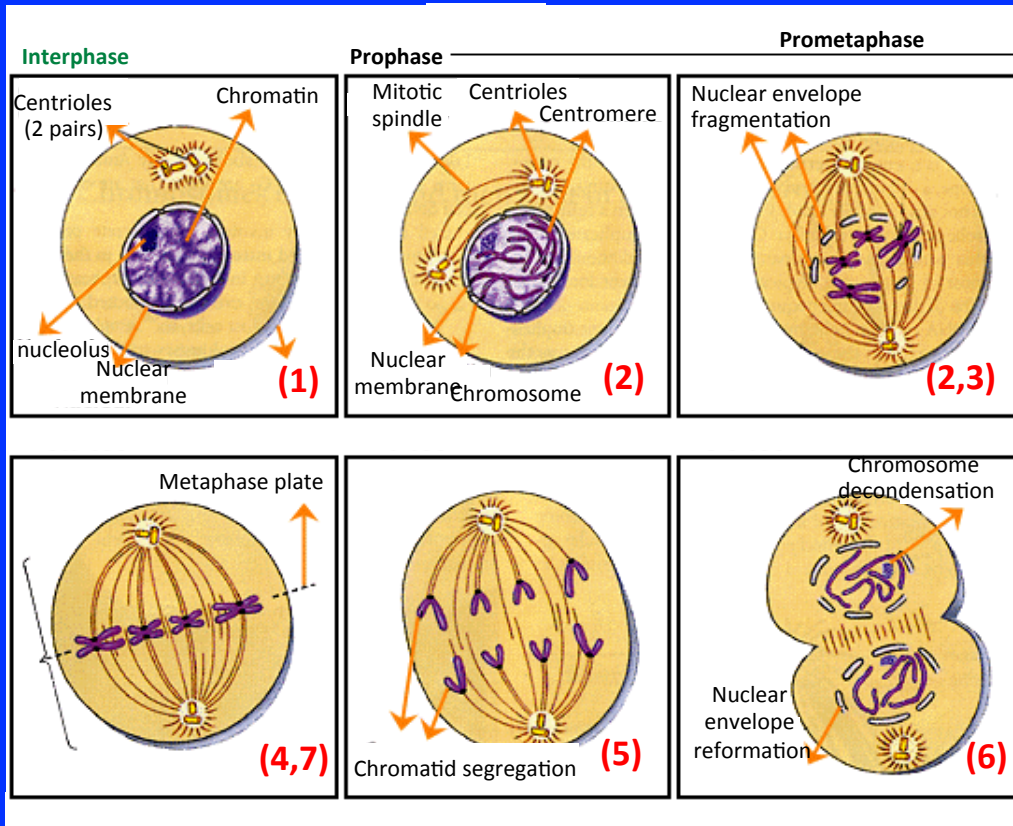 Interphase
Prophase
Prometaphase
Centrioles
(2 pairs)
Chromatin
nucleolus
Nuclear
membrane
(1)
Mitotic
spindle
Centrioles
Centromere
Nuclear
membrane
Chromosome
(2)
Nuclear envelope
fragmentation
(2,3)
Metaphase plate
(4,7)
Chromatid segregation
(5)
Chromosome
decondensation
Nuclear
envelope
reformation
(6)